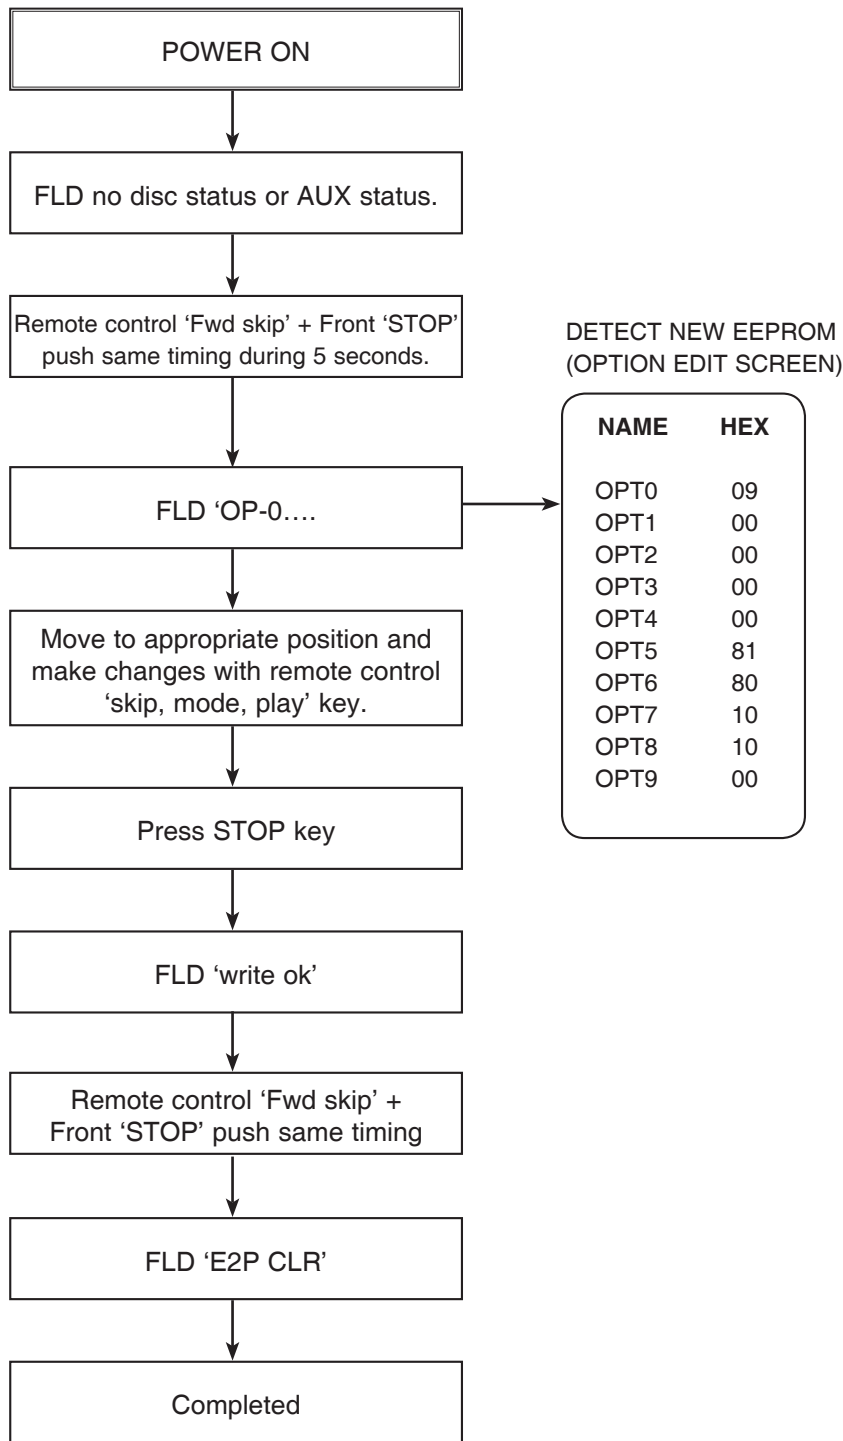 POWER ON
FLD no disc status or AUX status.
Remote control ‘Fwd skip’ + Front ‘STOP’
push same timing during 5 seconds.
FLD ‘OP-0....
DETECT NEW EEPROM
(OPTION EDIT SCREEN)
NAME HEX
OPT0 09
OPT1 00
OPT2 00
OPT3 00
OPT4 00
OPT5 81
OPT6 80
OPT7 10
OPT8 10
OPT9 00
Move to appropriate position and
make changes with remote control
‘skip, mode, play’ key.
Press STOP key
FLD ‘write ok’
Remote control ‘Fwd skip’ +
Front ‘STOP’ push same timing
FLD ‘E2P CLR’
Completed